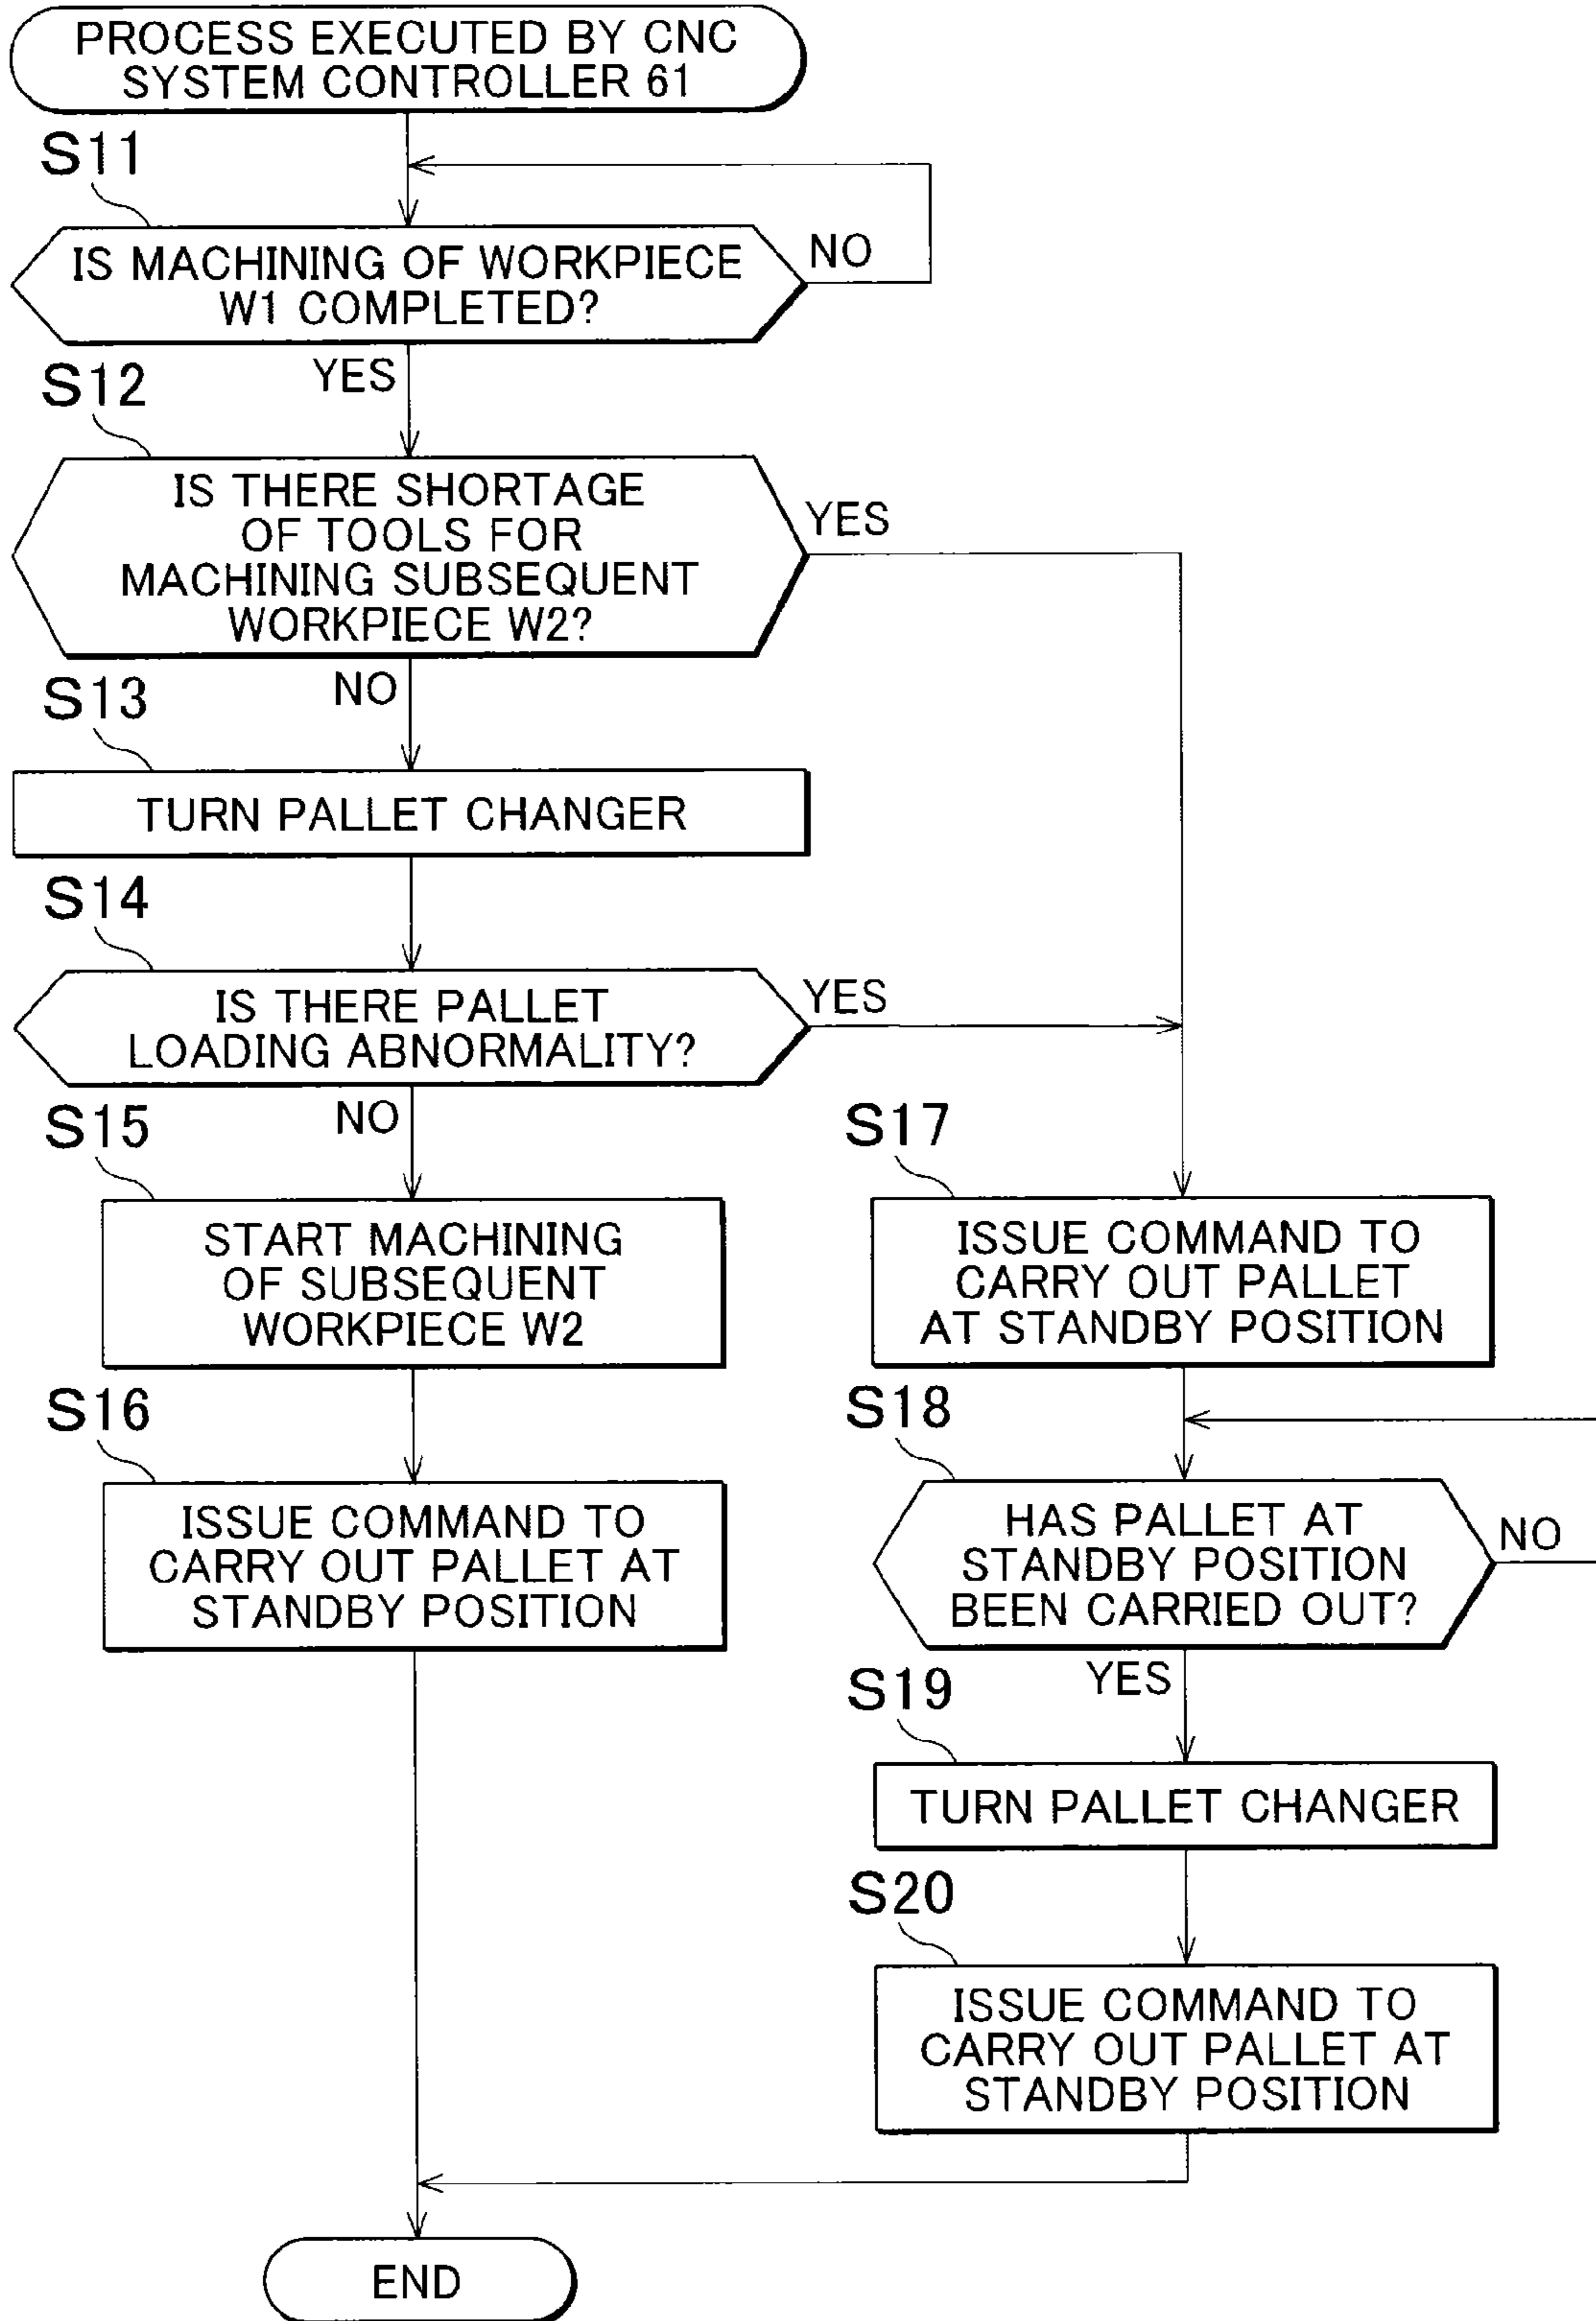 PROCESS EXECUTED BY CNC
SYSTEM CONTROLLER 61
S11
IS MACHINING OF WORKPIECE
W1 COMPLETED?
NO
YES
S12
IS THERE SHORTAGE
OF TOOLS FOR
MACHINING SUBSEQUENT
WORKPIECE W2?
YES
NO
S13
TURN PALLET CHANGER
S14
IS THERE PALLET
LOADING ABNORMALITY?
YES
NO
S15
START MACHINING
OF SUBSEQUENT
WORKPIECE W2
S16
ISSUE COMMAND TO
CARRY OUT PALLET AT
STANDBY POSITION
S17
ISSUE COMMAND TO
CARRY OUT PALLET
AT STANDBY POSITION
S18
HAS PALLET AT
STANDBY POSITION
BEEN CARRIED OUT?
NO
YES
S19
TURN PALLET CHANGER
S20
ISSUE COMMAND TO
CARRY OUT PALLET AT
STANDBY POSITION
END